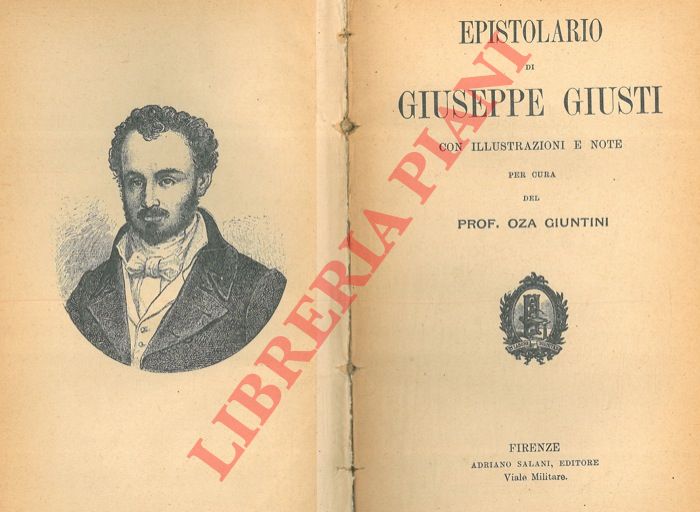 EPISTOLARIO
DI
GIUSEPPE GIUSTI
CON ILLUSTRAZIONI E NOTE
PER CURA
DEL
PROF. OZA GIUNTINI
FIRENZE
ADRIANO SALANI, EDITORE
Viale Militare.
LIBRERIA PIANI